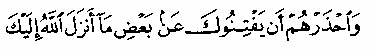 وَاحْذَرْهُمْ أَن يَفْتِنُوكَ عَنْ بَعْضِ مَا أَنزَلَ اللَّهُ إِلَيْكَ